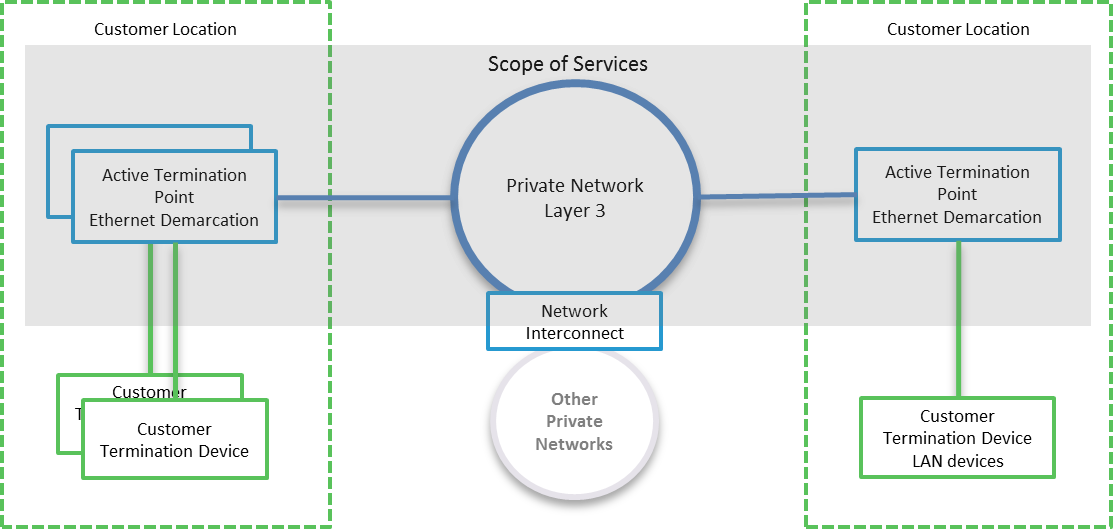 Customer Location
Customer Location
Scope of Services
Active Termination
Point
Ethernet Demarcation
Private Network
Layer 3
Active Termination
Point
Ethernet Demarcation
Network
Interconnect
Other
Private
Networks
Customer
Customer
Termination Device
Customer
Termination Device
LAN devices